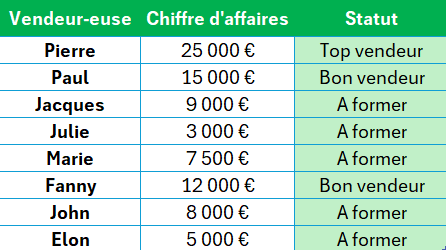 Vendeur-euse Chiffre d'affaires Statut
Pierre 25 000 € Top vendeur
Paul 15 000 € Bon vendeur
Jacques 9 000 € A former
Julie 3 000 € A former
Marie 7 500 € A former
Fanny 12 000 € Bon vendeur
John 8 000 € A former
Elon 5 000 € A former